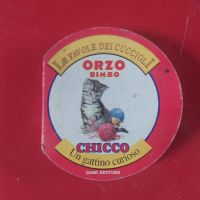 LE FAVOLE DEI CUCCIOLI
ORZO
BIMBO
CHICCO
Un gattino curioso
DAMI EDITORE